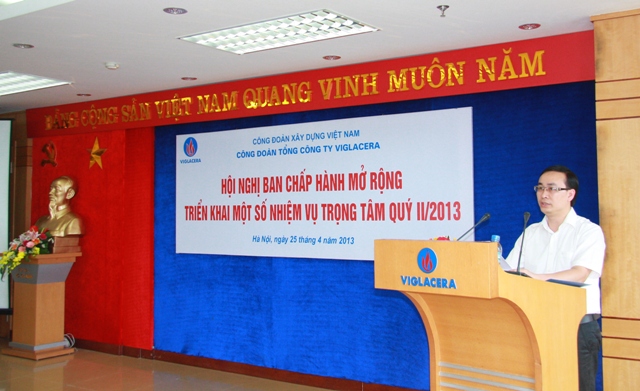 ĐẢNG CỘNG SẢN VIỆT NAM QUANG VINH MUÔN NĂM
VIGLACERA
CÔNG ĐOÀN XÂY DỰNG VIỆT NAM
CÔNG ĐOÀN TỔNG CÔNG TY VIGLACERA
HỘI NGHỊ BAN CHẤP HÀNH MỞ RỘNG
TRIỂN KHAI MỘT SỐ NHIỆM VỤ TRỌNG TÂM QUÝ II/2013
Hà Nội, ngày 25 tháng 4 năm 2013
VIGLACERA